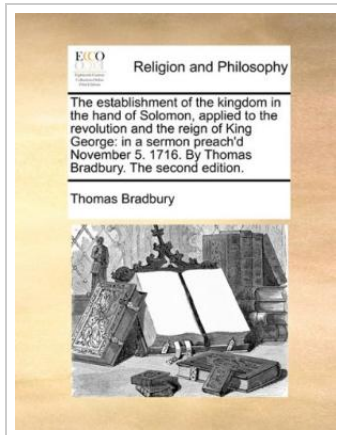 ECCO
Religion and Philosophy
The establishment of the kingdom in
the hand of Solomon, applied to the
revolution and the reign of King
George: in a sermon preach'd
November 5. 1716. By Thomas
Bradbury. The second edition.
Thomas Bradbury